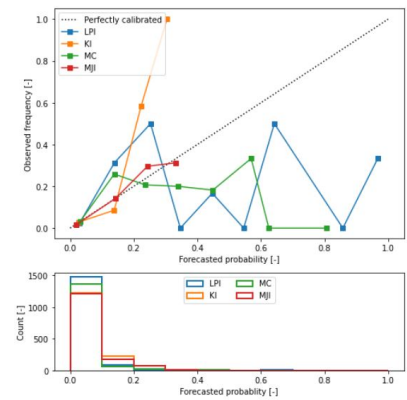 Perfectly calibrated
LPI
KI
MC
MJI
Observed frequency [-]
1.0
0.8
0.6
0.4
0.2
0.0
0.0 0.2 0.4 0.6 0.8 1.0
Forecasted probability [-]
LPI MC
KI MJI
Count [-]
1500
1000
500
0
0.0 0.2 0.4 0.6 0.8 1.0
Forecasted probability [-]